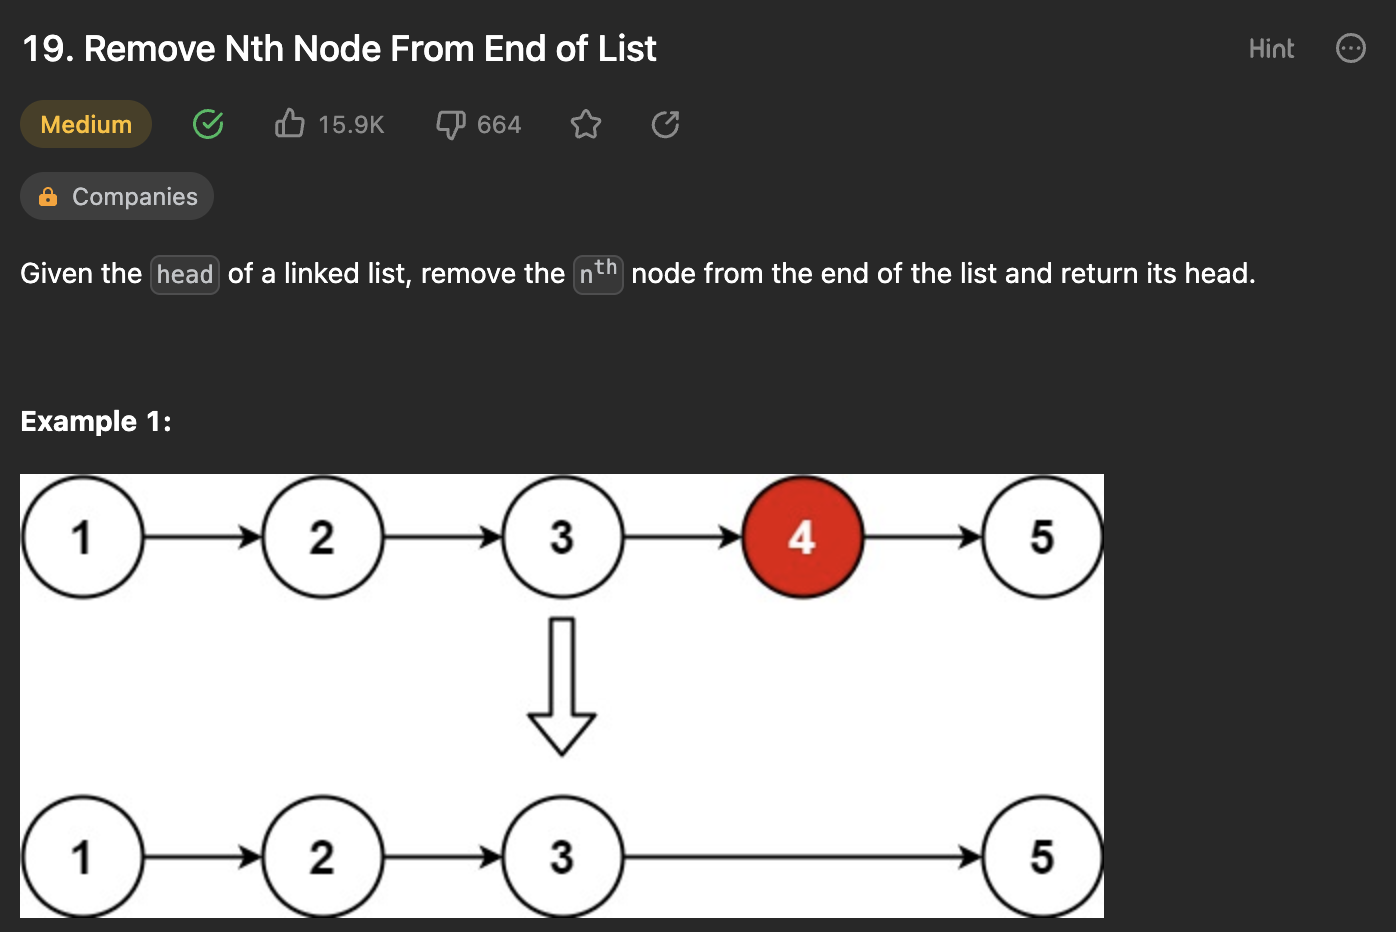 19. Remove Nth Node From End of List Hint
Medium 15.9K 664
Companies
Given the head of a linked list, remove the nth node from the end of the list and return its head.
Example 1:
1 2 3 4 5
1 2 3 5